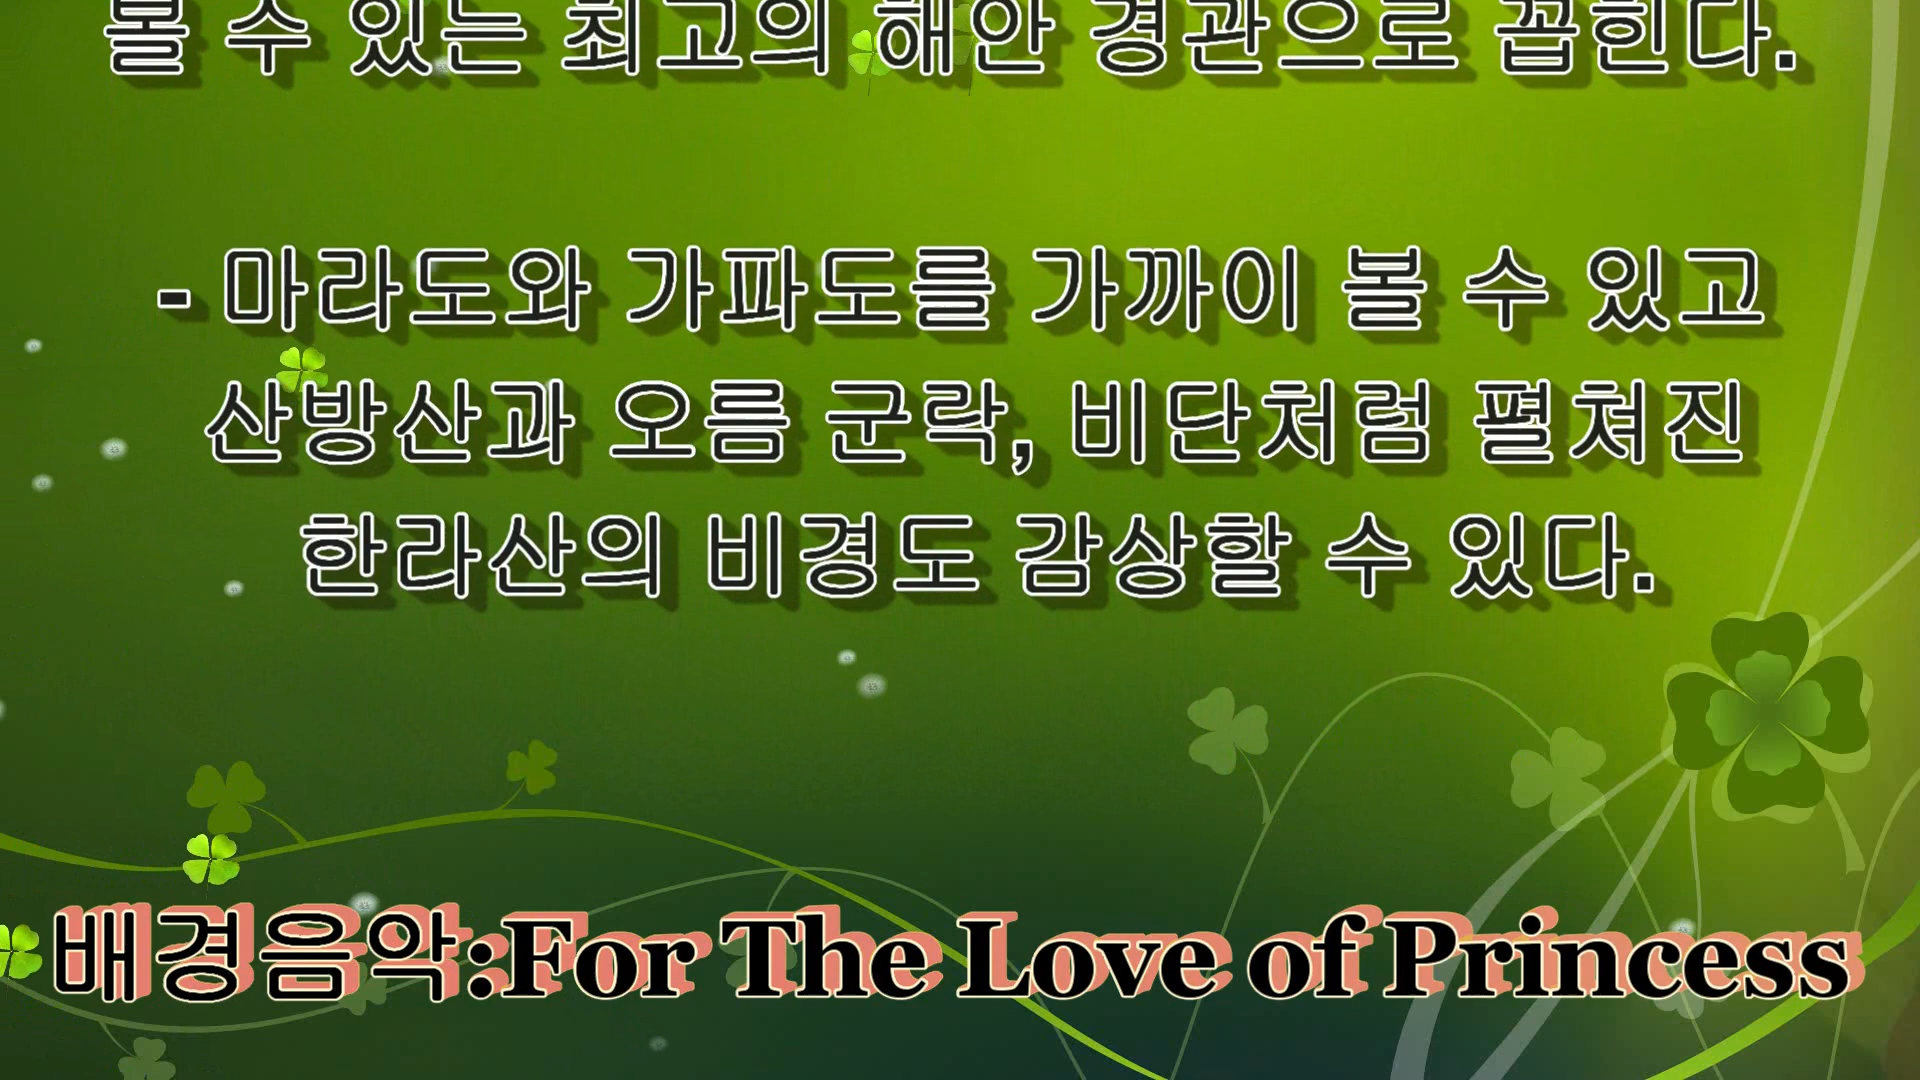 볼 수 있는 최고의 해안 경관으로 꼽힌다.
- 마라도와 가파도를 가까이 볼 수 있고
산방산과 오름 군락, 비단처럼 펼쳐진
한라산의 비경도 감상할 수 있다.
배경음악:For The Love of Princess